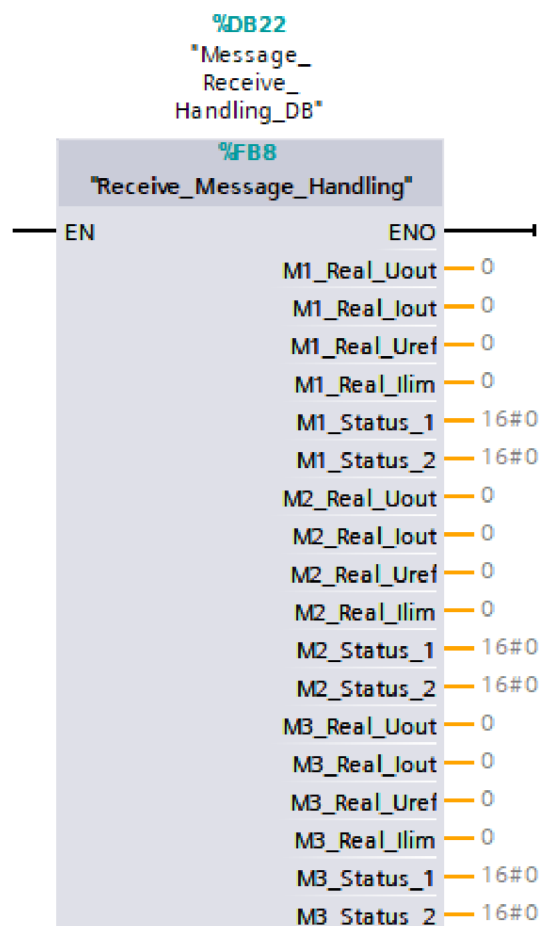 %DB22
"Message_
Receive_
Handling_DB"
%FB8
"Receive_Message_Handling"
EN ENO
M1_Real_Uout 0
M1_Real_Iout 0
M1_Real_Uref 0
M1_Real_Ilim 0
M1_Status_1 16#0
M1_Status_2 16#0
M2_Real_Uout 0
M2_Real_Iout 0
M2_Real_Uref 0
M2_Real_Ilim 0
M2_Status_1 16#0
M2_Status_2 16#0
M3_Real_Uout 0
M3_Real_Iout 0
M3_Real_Uref 0
M3_Real_Ilim 0
M3_Status_1 16#0
M3_Status_2 16#0